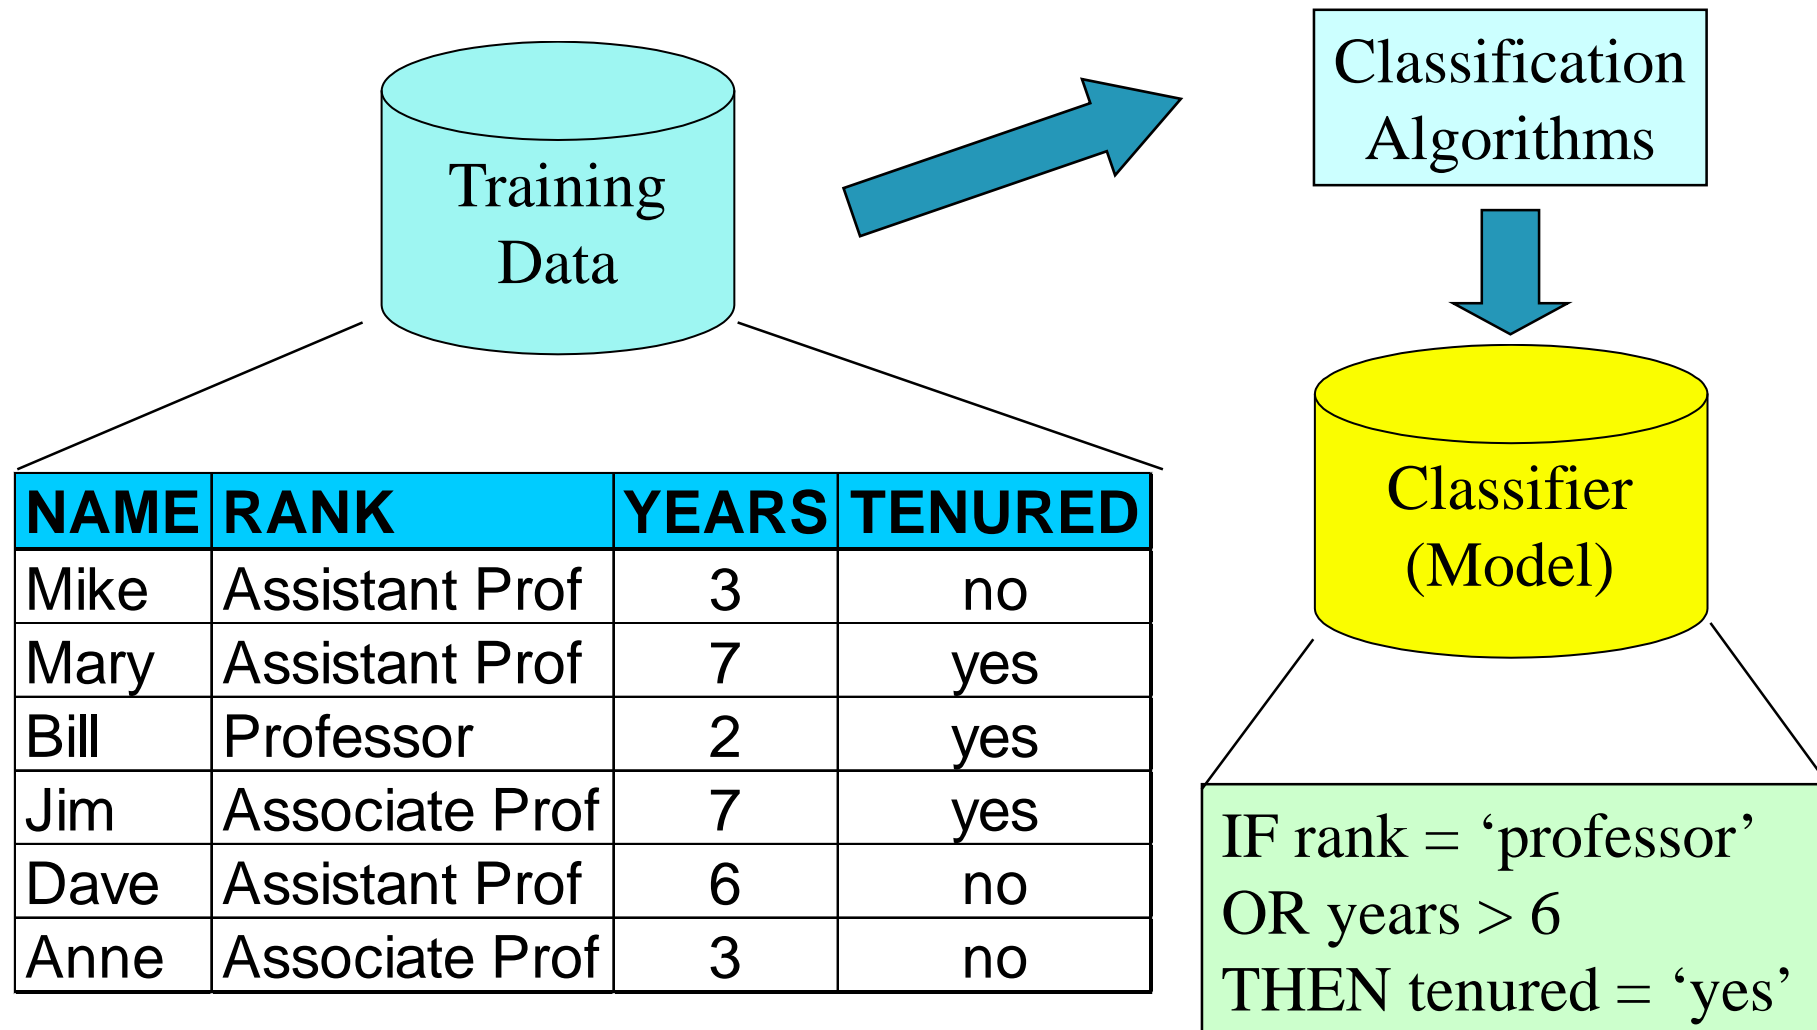 Training
Data
Classification
Algorithms
NAME RANK YEARS TENURED
Mike Assistant Prof 3 no
Mary Assistant Prof 7 yes
Bill Professor 2 yes
Jim Associate Prof 7 yes
Dave Assistant Prof 6 no
Anne Associate Prof 3 no
Classifier
(Model)
IF rank = ‘professor’
OR years > 6
THEN tenured = ‘yes’